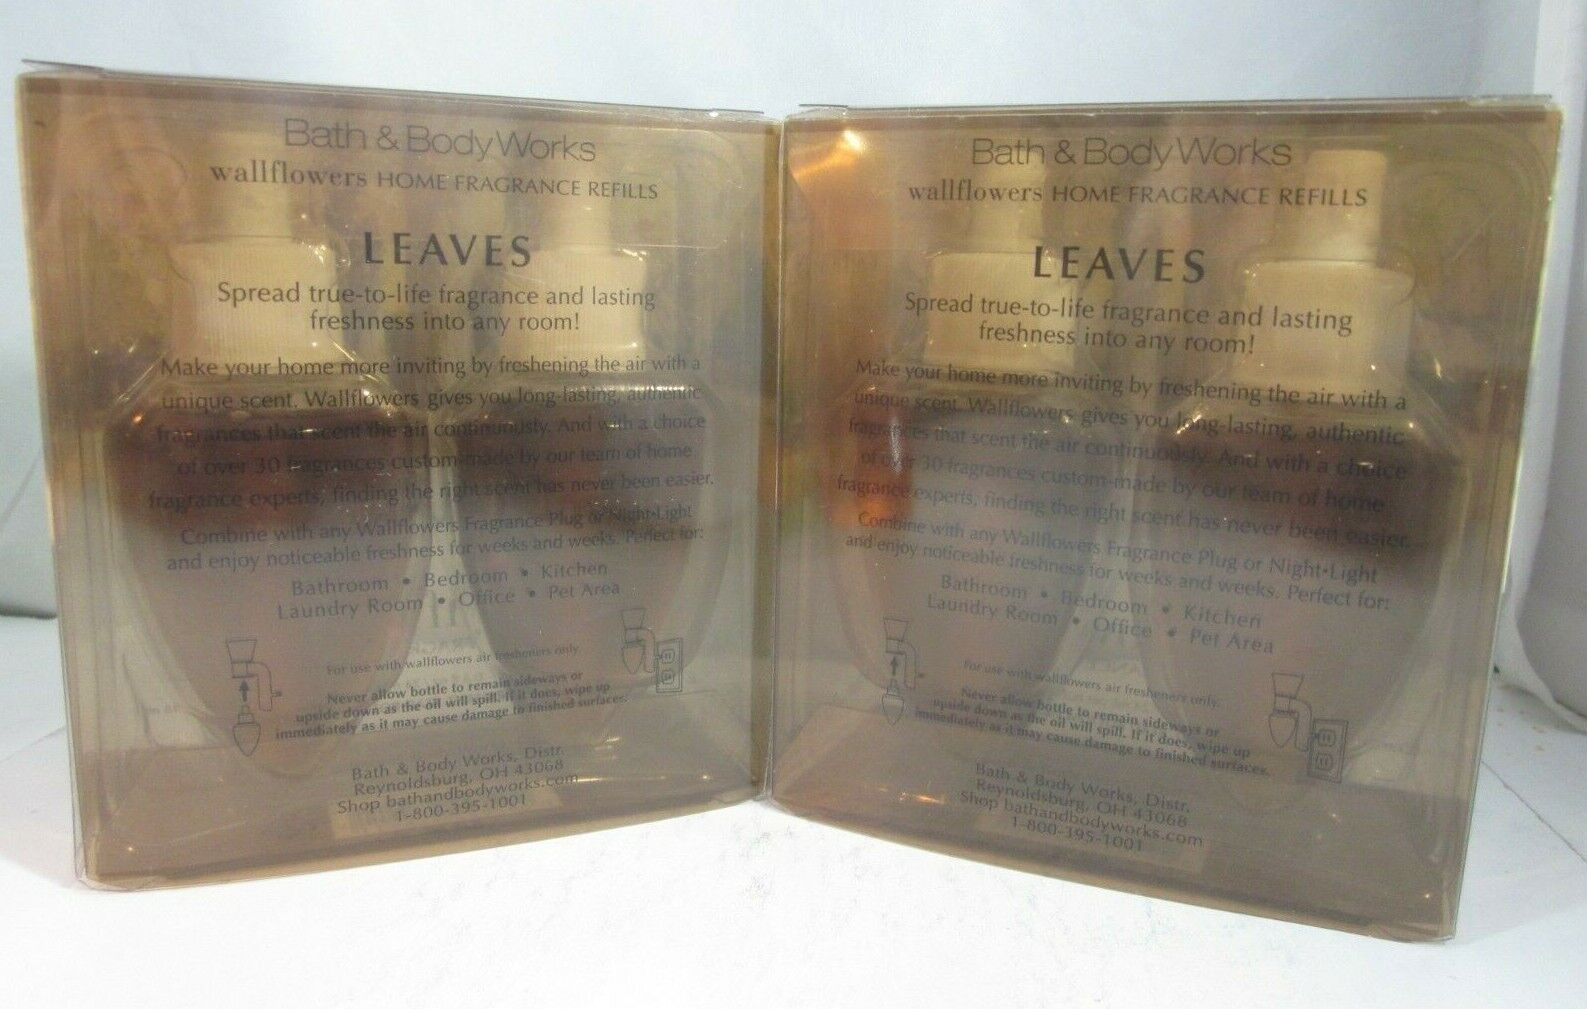 Bath & Body Works
wallflowers HOME FRAGRANCE REFILLS
LEAVES
Spread true-to-life fragrance and lasting
freshness into any room!
Make your home more inviting by freshening the air with a
unique scent. Wallflowers gives you long-lasting, authentic
fragrances that scent the air continuously. And with a choice
of over 30 fragrances custom-made by our team of home
fragrance experts, finding the right scent has never been easier.
Combine with any Wallflowers Fragrance Plug or Night•Light
and enjoy noticeable freshness for weeks and weeks. Perfect for:
Bathroom • Bedroom • Kitchen
Laundry Room • Office • Pet Area
For use with wallflowers air fresheners only.
Never allow bottle to remain sideways or
upside down as the oil will spill. If it does, wipe up
immediately as it may cause damage to finished surfaces.
Bath & Body Works, Distr.
Reynoldsburg, OH 43068
Shop bathandbodyworks.com
1-800-395-1001
Bath & Body Works
wallflowers HOME FRAGRANCE REFILLS
LEAVES
Spread true-to-life fragrance and lasting
freshness into any room!
Make your home more inviting by freshening the air with a
unique scent. Wallflowers gives you long-lasting, authentic
fragrances that scent the air continuously. And with a choice
of over 30 fragrances custom-made by our team of home
fragrance experts, finding the right scent has never been easier.
Combine with any Wallflowers Fragrance Plug or Night•Light
and enjoy noticeable freshness for weeks and weeks. Perfect for:
Bathroom • Bedroom • Kitchen
Laundry Room • Office • Pet Area
For use with wallflowers air fresheners only.
Never allow bottle to remain sideways or
upside down as the oil will spill. If it does, wipe up
immediately as it may cause damage to finished surfaces.
Bath & Body Works, Distr.
Reynoldsburg, OH 43068
Shop bathandbodyworks.com
1-800-395-1001